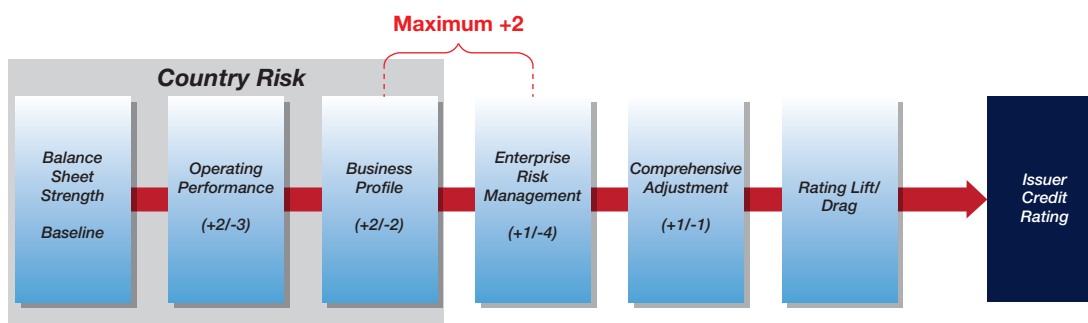 Maximum +2
Country Risk
Balance
Sheet
Strength
Baseline
Operating
Performance
(+2/-3)
Business
Profile
(+2/-2)
Enterprise
Risk
Management
(+1/-4)
Comprehensive
Adjustment
(+1/-1)
Rating Lift/
Drag
Issuer
Credit
Rating